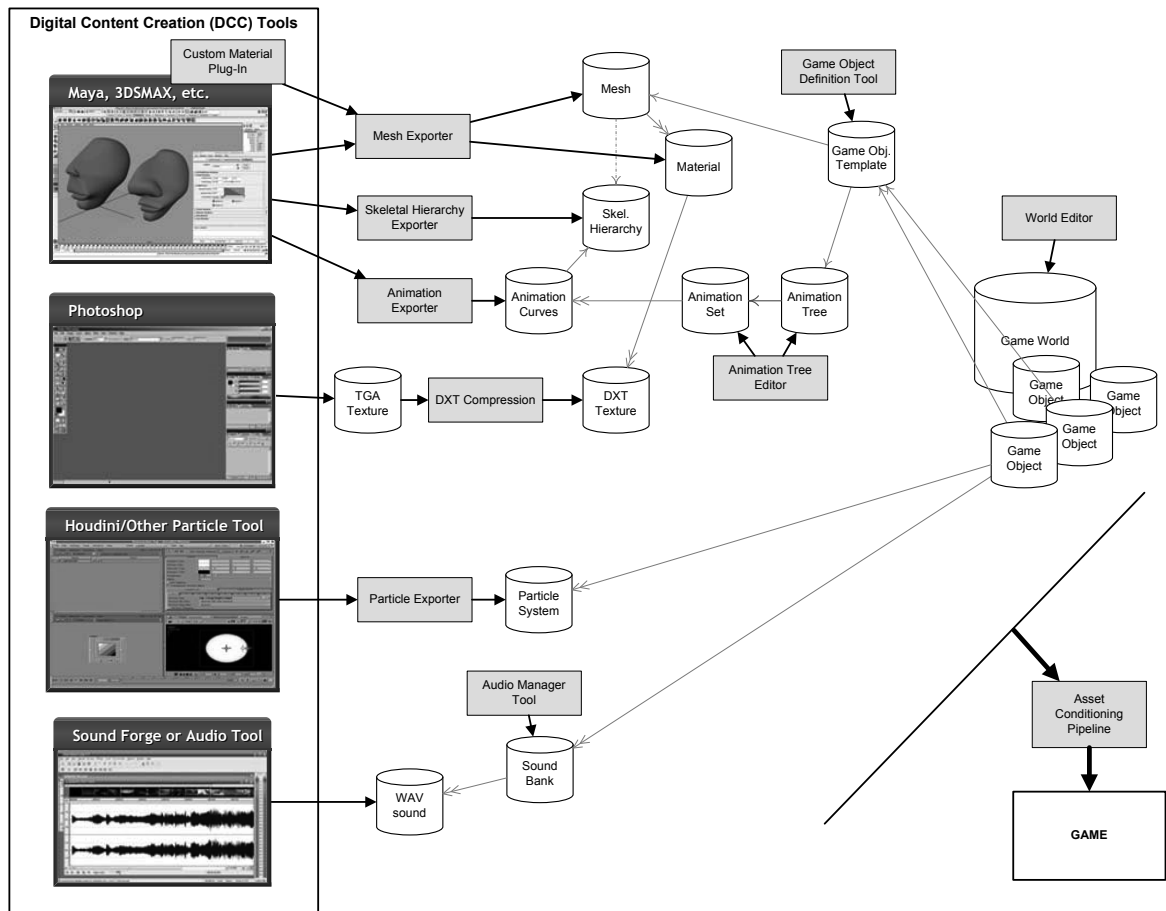 Digital Content Creation (DCC) Tools
Custom Material
Plug-In
Maya, 3DSMAX, etc.
Mesh Exporter
Mesh
Material
Game Object
Definition Tool
Game Obj.
Template
Skeletal Hierarchy
Exporter
Skel.
Hierarchy
World Editor
Animation
Exporter
Animation
Curves
Animation
Set
Animation
Tree
Animation Tree
Editor
Game World
Game
Object
Game
Object
Game
Object
Game
Object
Photoshop
TGA
Texture
DXT Compression
DXT
Texture
Houdini/Other Particle Tool
Particle Exporter
Particle
System
Sound Forge or Audio Tool
Audio Manager
Tool
Sound
Bank
WAV
sound
Asset
Conditioning
Pipeline
GAME